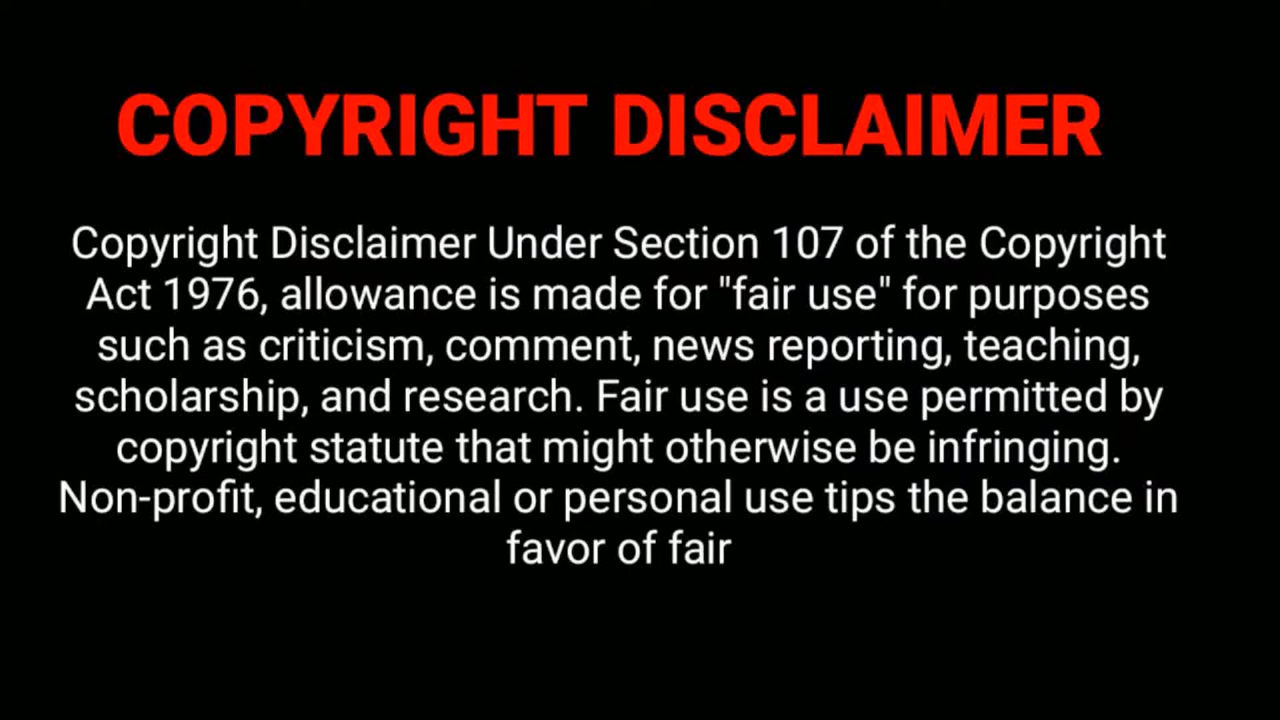 COPYRIGHT DISCLAIMER
Copyright Disclaimer Under Section 107 of the Copyright
Act 1976, allowance is made for "fair use" for purposes
such as criticism, comment, news reporting, teaching,
scholarship, and research. Fair use is a use permitted by
copyright statute that might otherwise be infringing.
Non-profit, educational or personal use tips the balance in
favor of fair